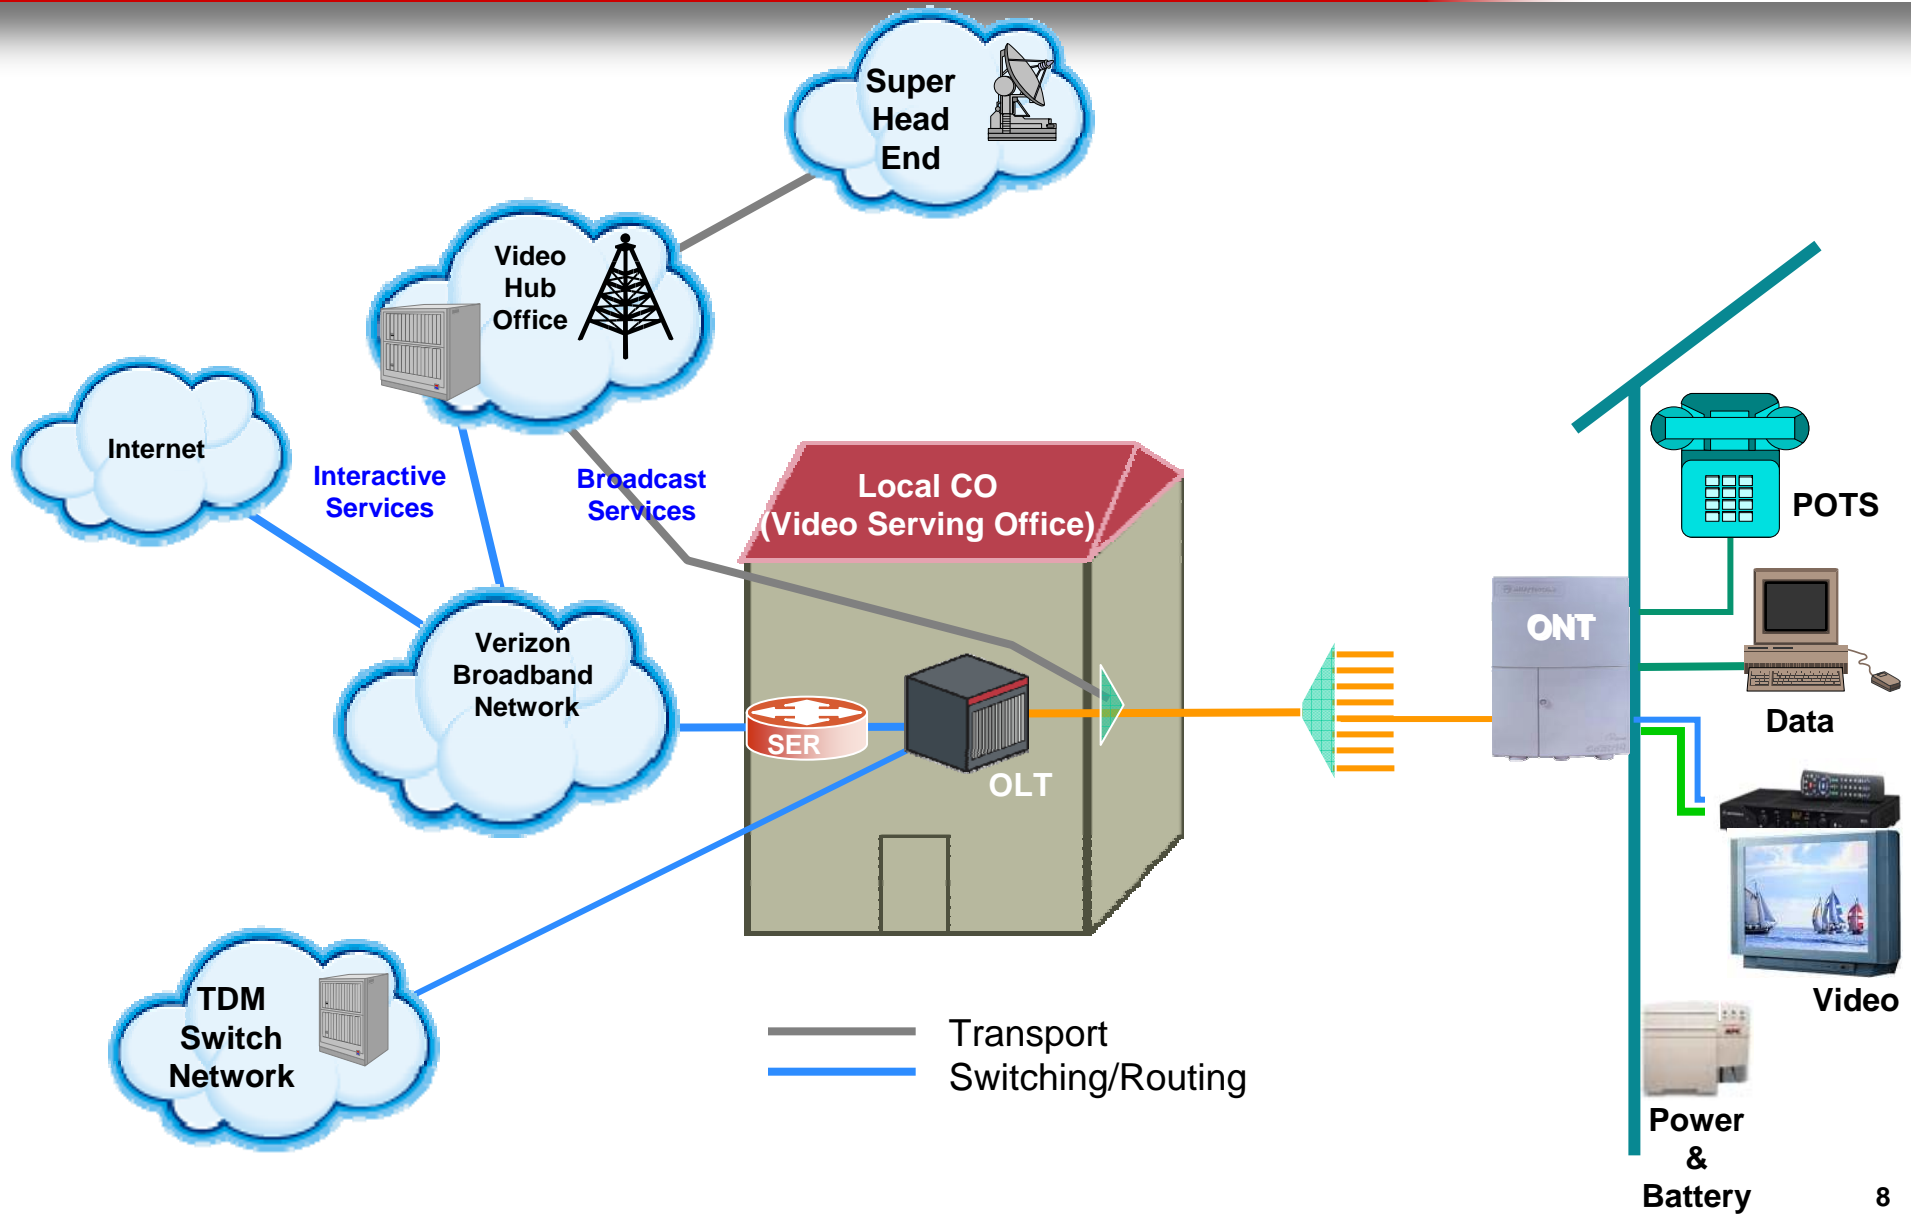 Super
Head
End
Video
Hub
Office
Internet
Interactive
Services
Broadcast
Services
Local CO
(Video Serving Office)
POTS
ONT
Verizon
Broadband
Network
SER
OLT
Data
Video
TDM
Switch
Network
Transport
Switching/Routing
Power
&
Battery
8